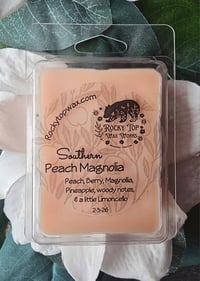 Rockytopwax.com
Rocky Top
Wax Works
Southern
Peach Magnolia
Peach, Berry, Magnolia,
Pineapple, woody notes,
& a little Limoncello
2-3-26